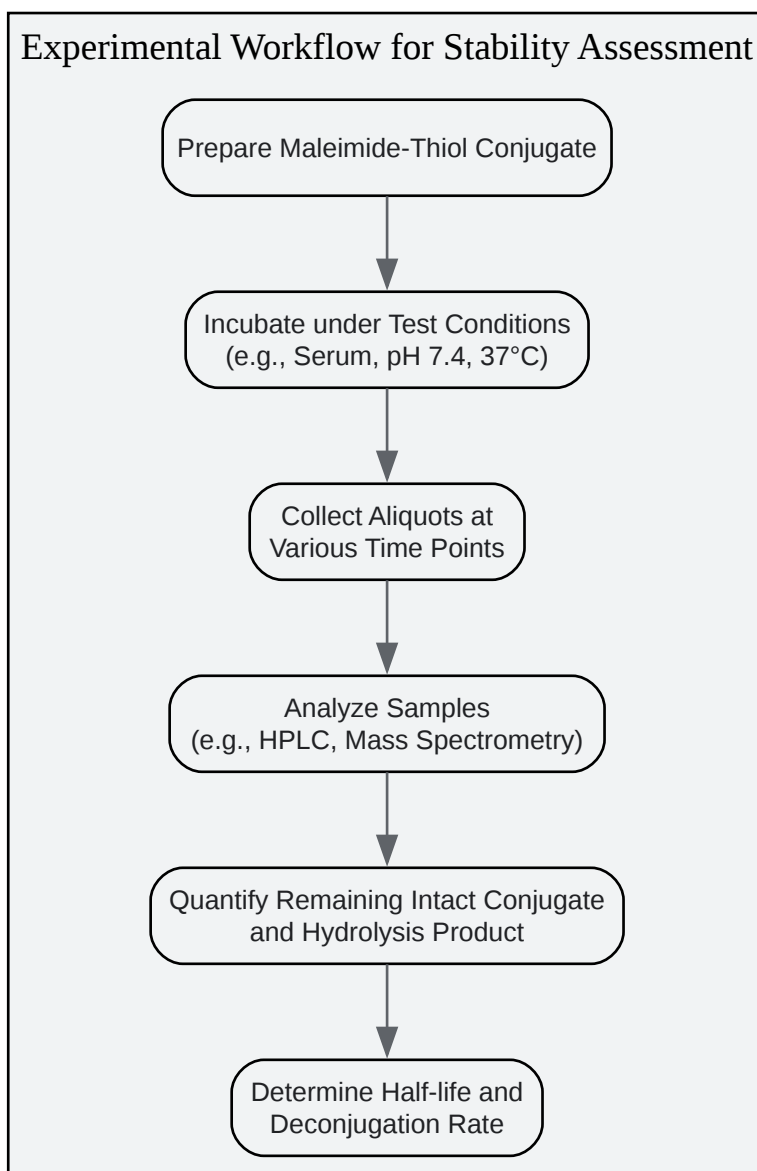 Experimental Workflow for Stability Assessment
Prepare Maleimide-Thiol Conjugate
Incubate under Test Conditions
(e.g., Serum, pH 7.4, 37°C)
Collect Aliquots at
Various Time Points
Analyze Samples
(e.g., HPLC, Mass Spectrometry)
Quantify Remaining Intact Conjugate
and Hydrolysis Product
Determine Half-life and
Deconjugation Rate